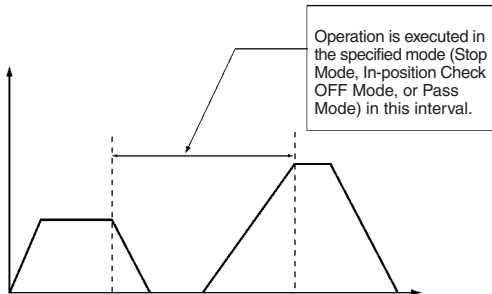 Operation is executed in
the specified mode (Stop
Mode, In-position Check
OFF Mode, or Pass
Mode) in this interval.